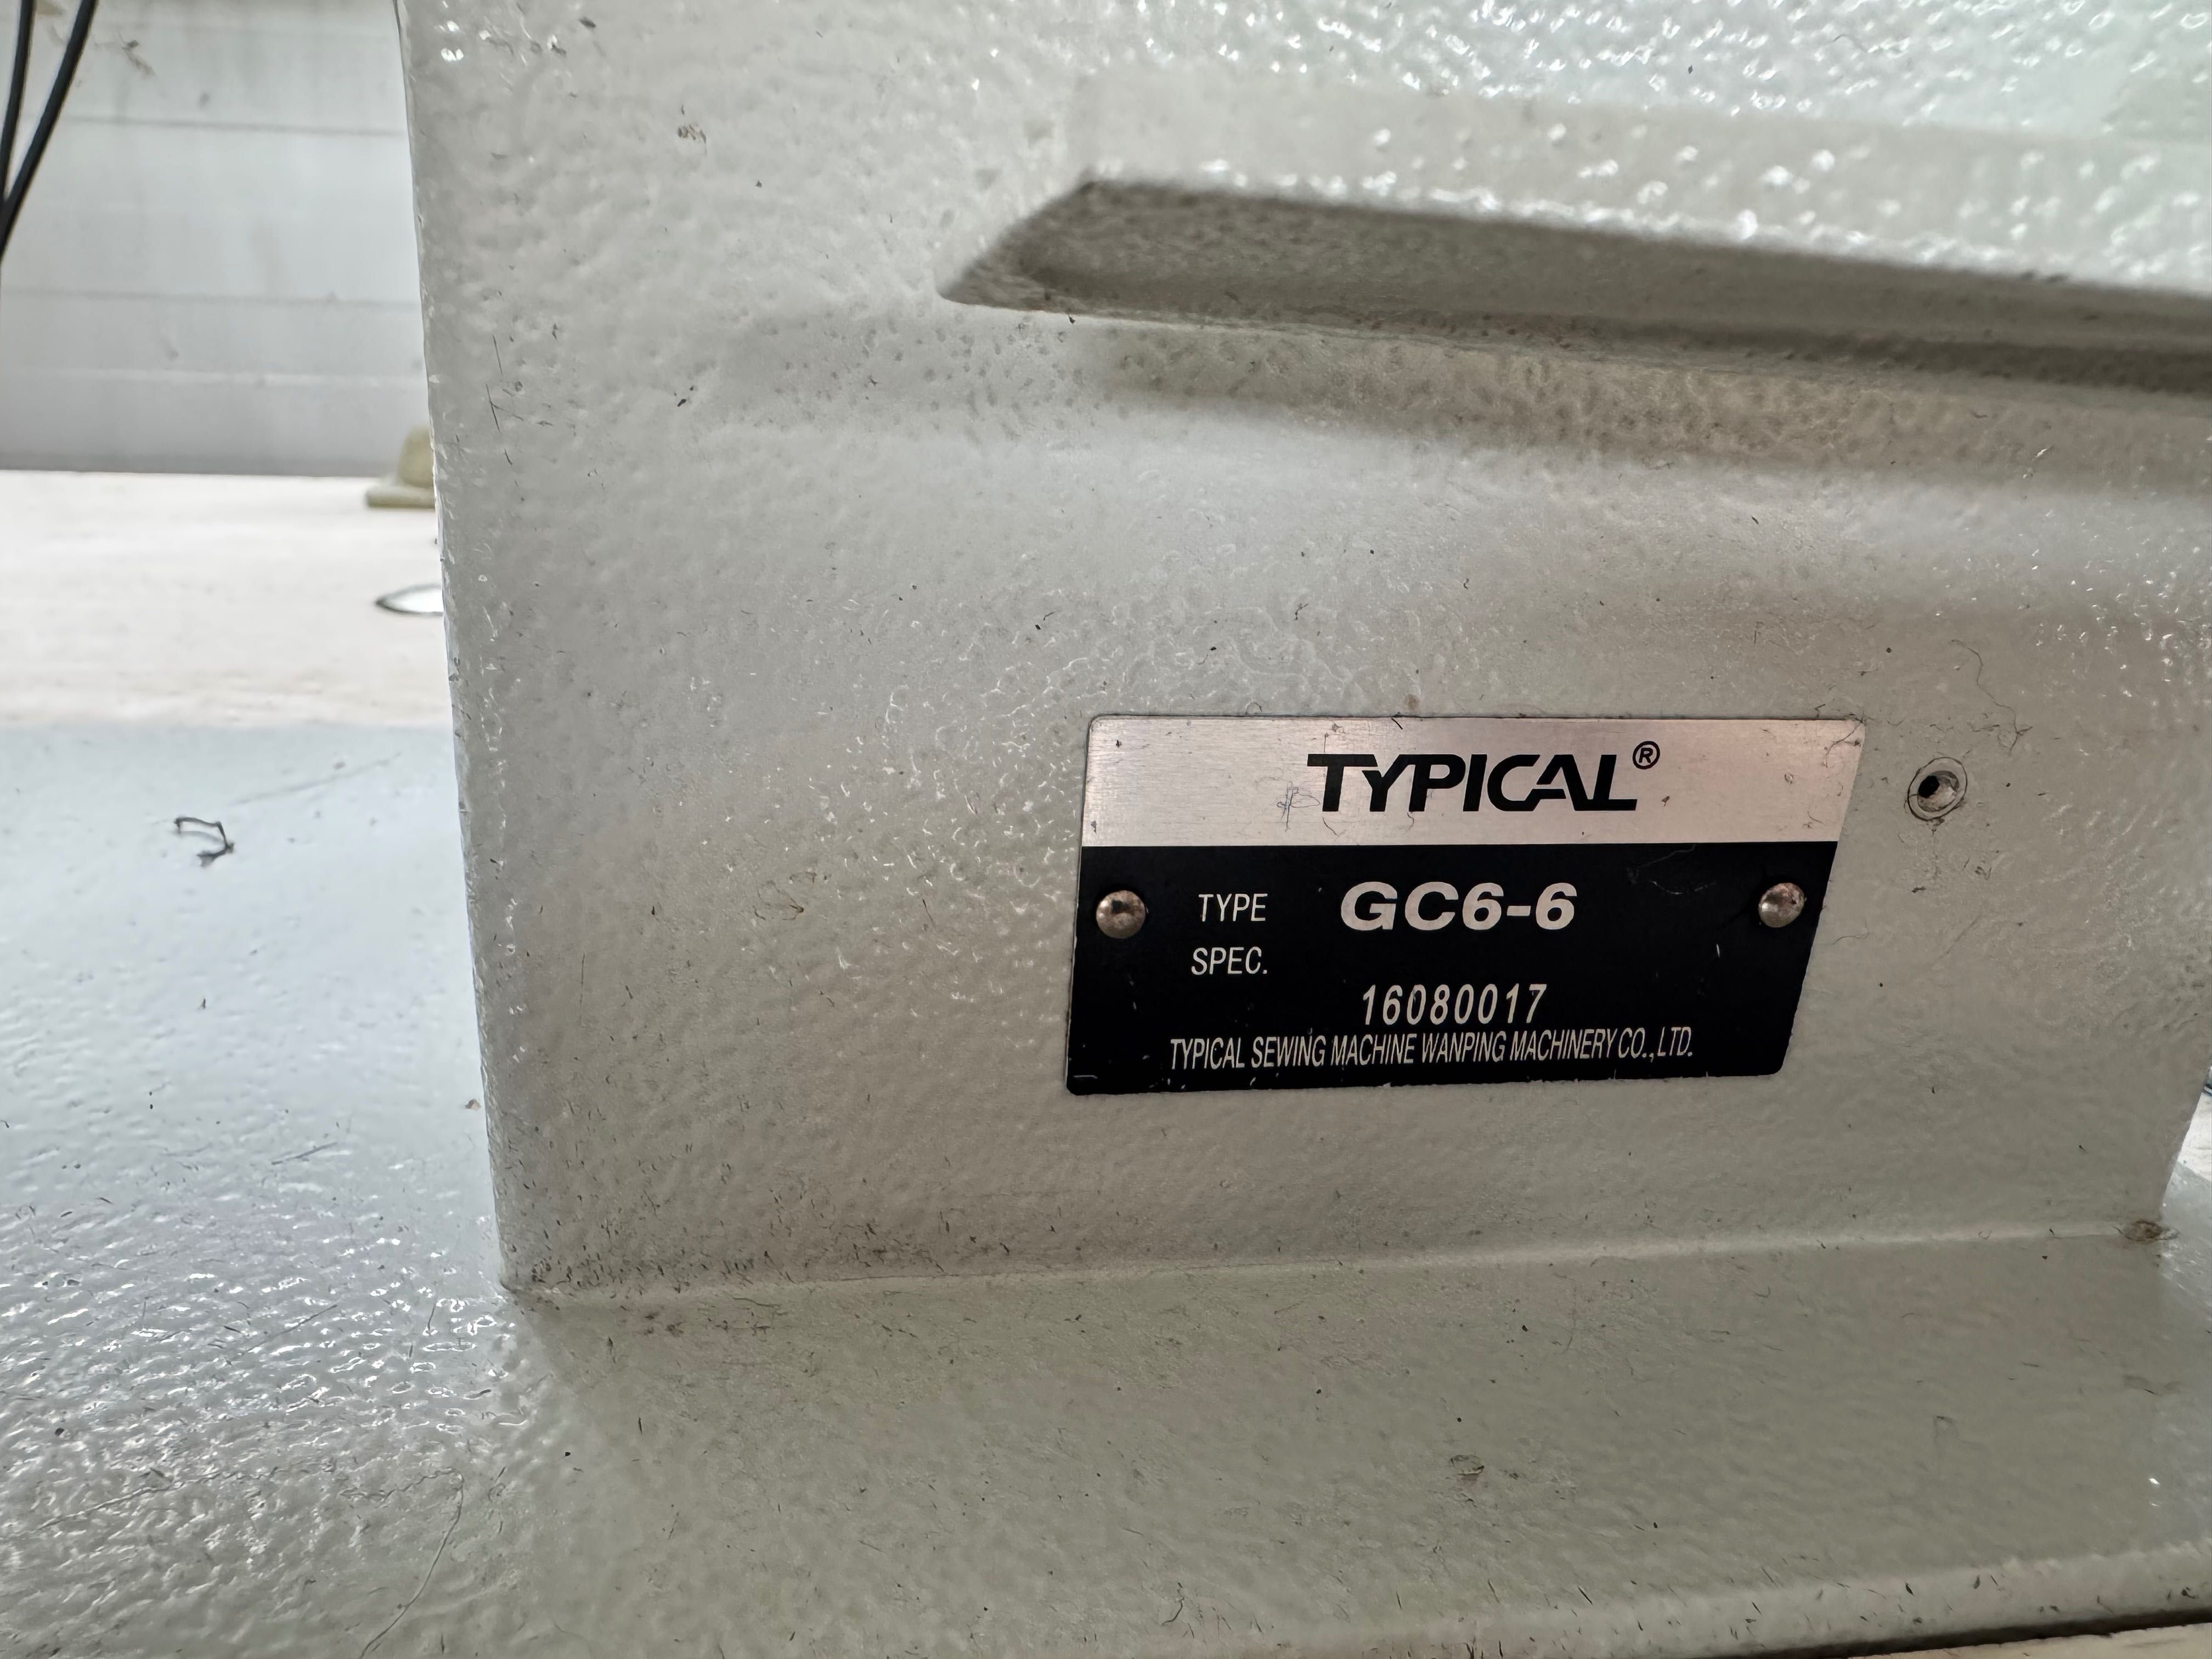 TYPICAL®
TYPE GC6-6
SPEC.
16080017
TYPICAL SEWING MACHINE WANPING MACHINERY CO.,LTD.